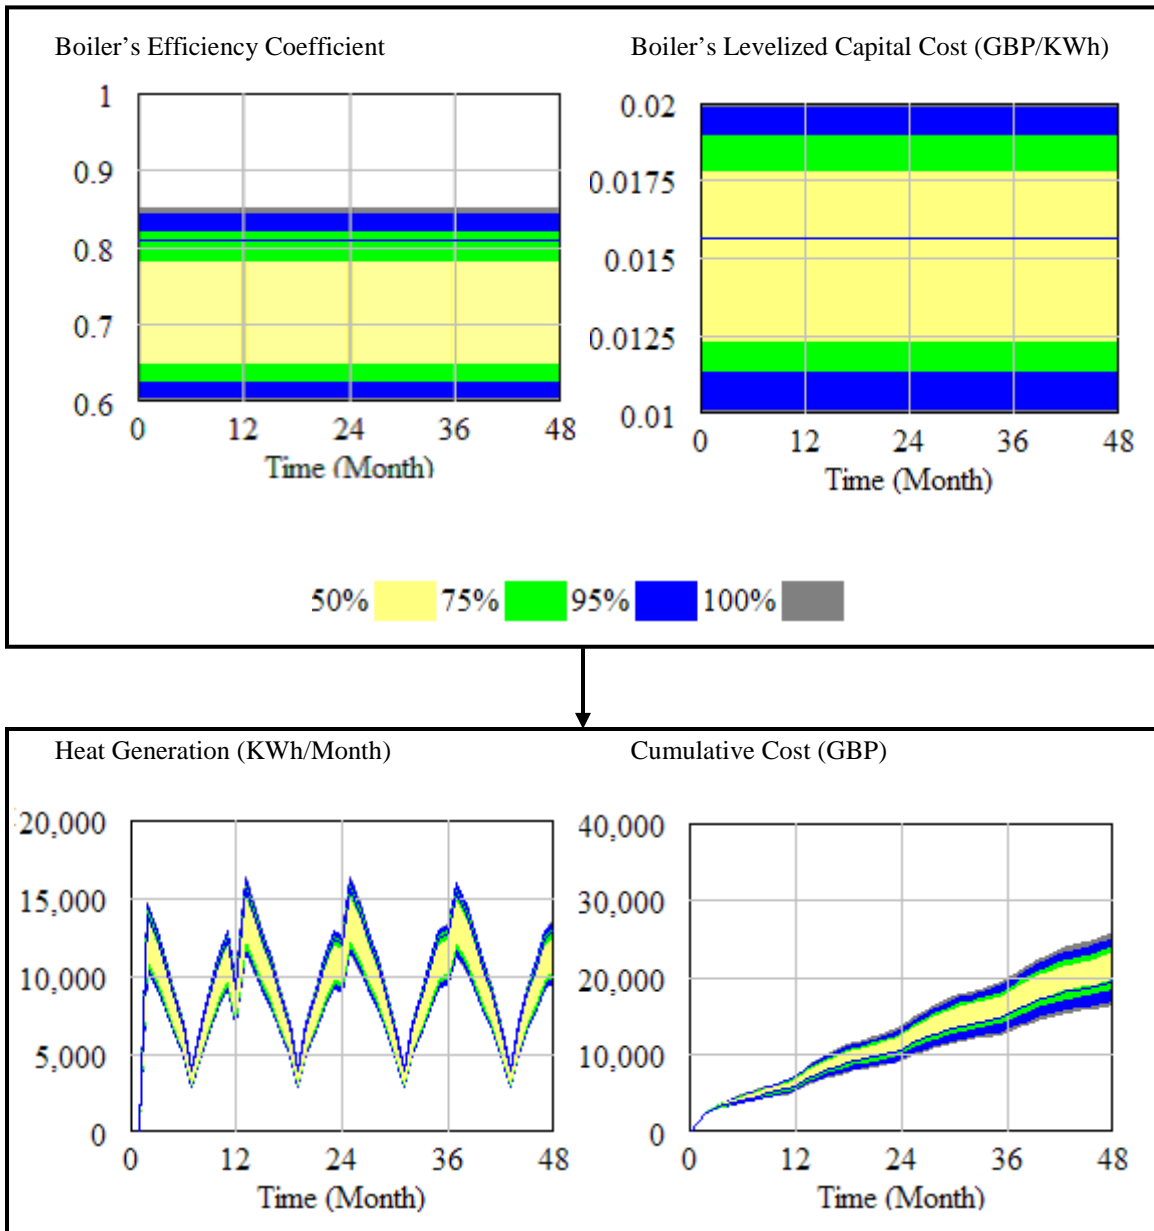 Boiler’s Efficiency Coefficient
Boiler’s Levelized Capital Cost (GBP/KWh)
1
0.9
0.8
0.7
0.6
0 12 24 36 48
Time (Month)
0.02
0.0175
0.015
0.0125
0.01
0 12 24 36 48
Time (Month)
50% 75% 95% 100%
Heat Generation (KWh/Month)
Cumulative Cost (GBP)
20,000
15,000
10,000
5,000
0
0 12 24 36 48
Time (Month)
40,000
30,000
20,000
10,000
0
0 12 24 36 48
Time (Month)